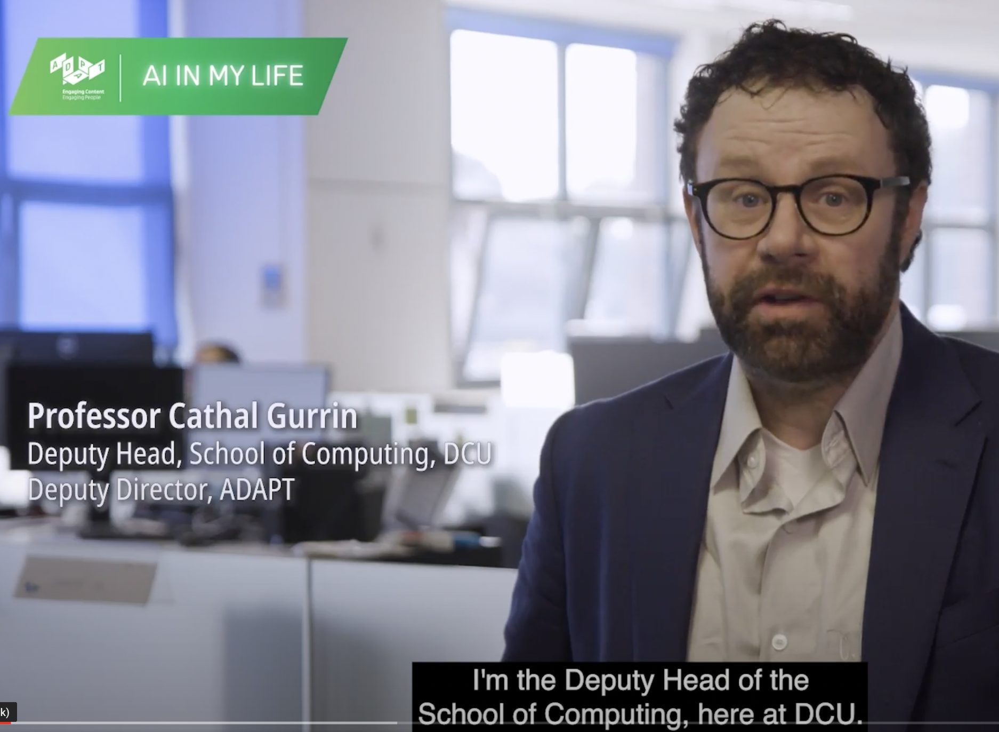 ADAPT
Engaging Content
Engaging People
AI IN MY LIFE
Professor Cathal Gurrin
Deputy Head, School of Computing, DCU
Deputy Director, ADAPT
I'm the Deputy Head of the
School of Computing, here at DCU.
k)